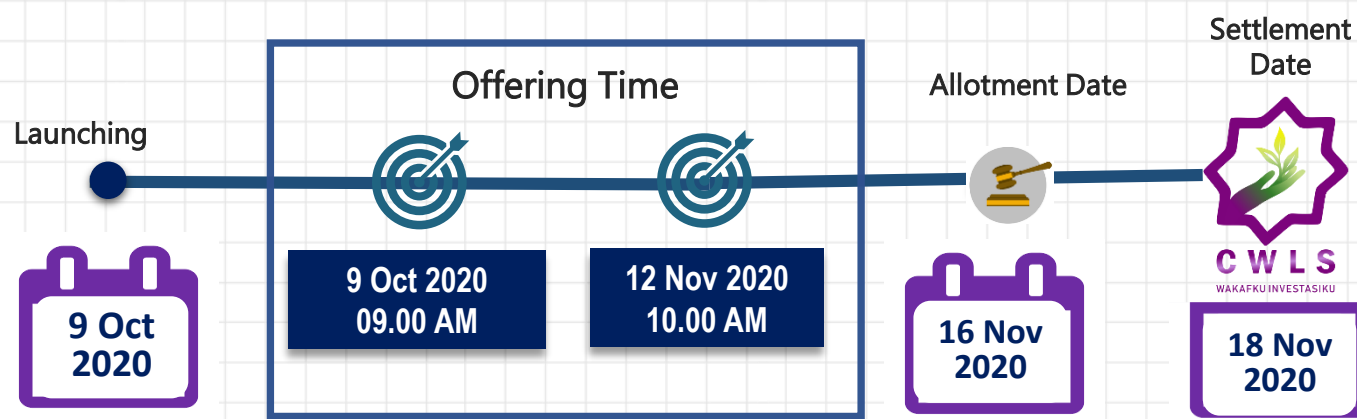 Launching
9 Oct
2020
Offering Time
9 Oct 2020
09.00 AM
12 Nov 2020
10.00 AM
Allotment Date
16 Nov
2020
Settlement
Date
CWLS
WAKAFKU INVESTASIKU
18 Nov
2020